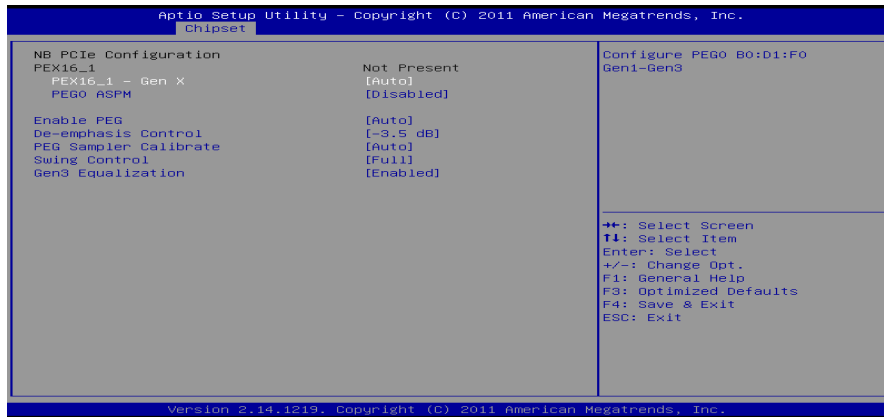 Aptio Setup Utility – Copyright (C) 2011 American Megatrends, Inc.
Chipset
NB PCIe Configuration
PEX16_1 Not Present
PEX16_1 – Gen X [Auto]
PEG0 ASPM [Disabled]
Enable PEG [Auto]
De-emphasis Control [-3.5 dB]
PEG Sampler Calibrate [Auto]
Swing Control [Full]
Gen3 Equalization [Enabled]
Configure PEG0 B0:D1:F0
Gen1-Gen3
→←: Select Screen
↑↓: Select Item
Enter: Select
+/-: Change Opt.
F1: General Help
F3: Optimized Defaults
F4: Save & Exit
ESC: Exit
Version 2.14.1219. Copyright (C) 2011 American Megatrends, Inc.